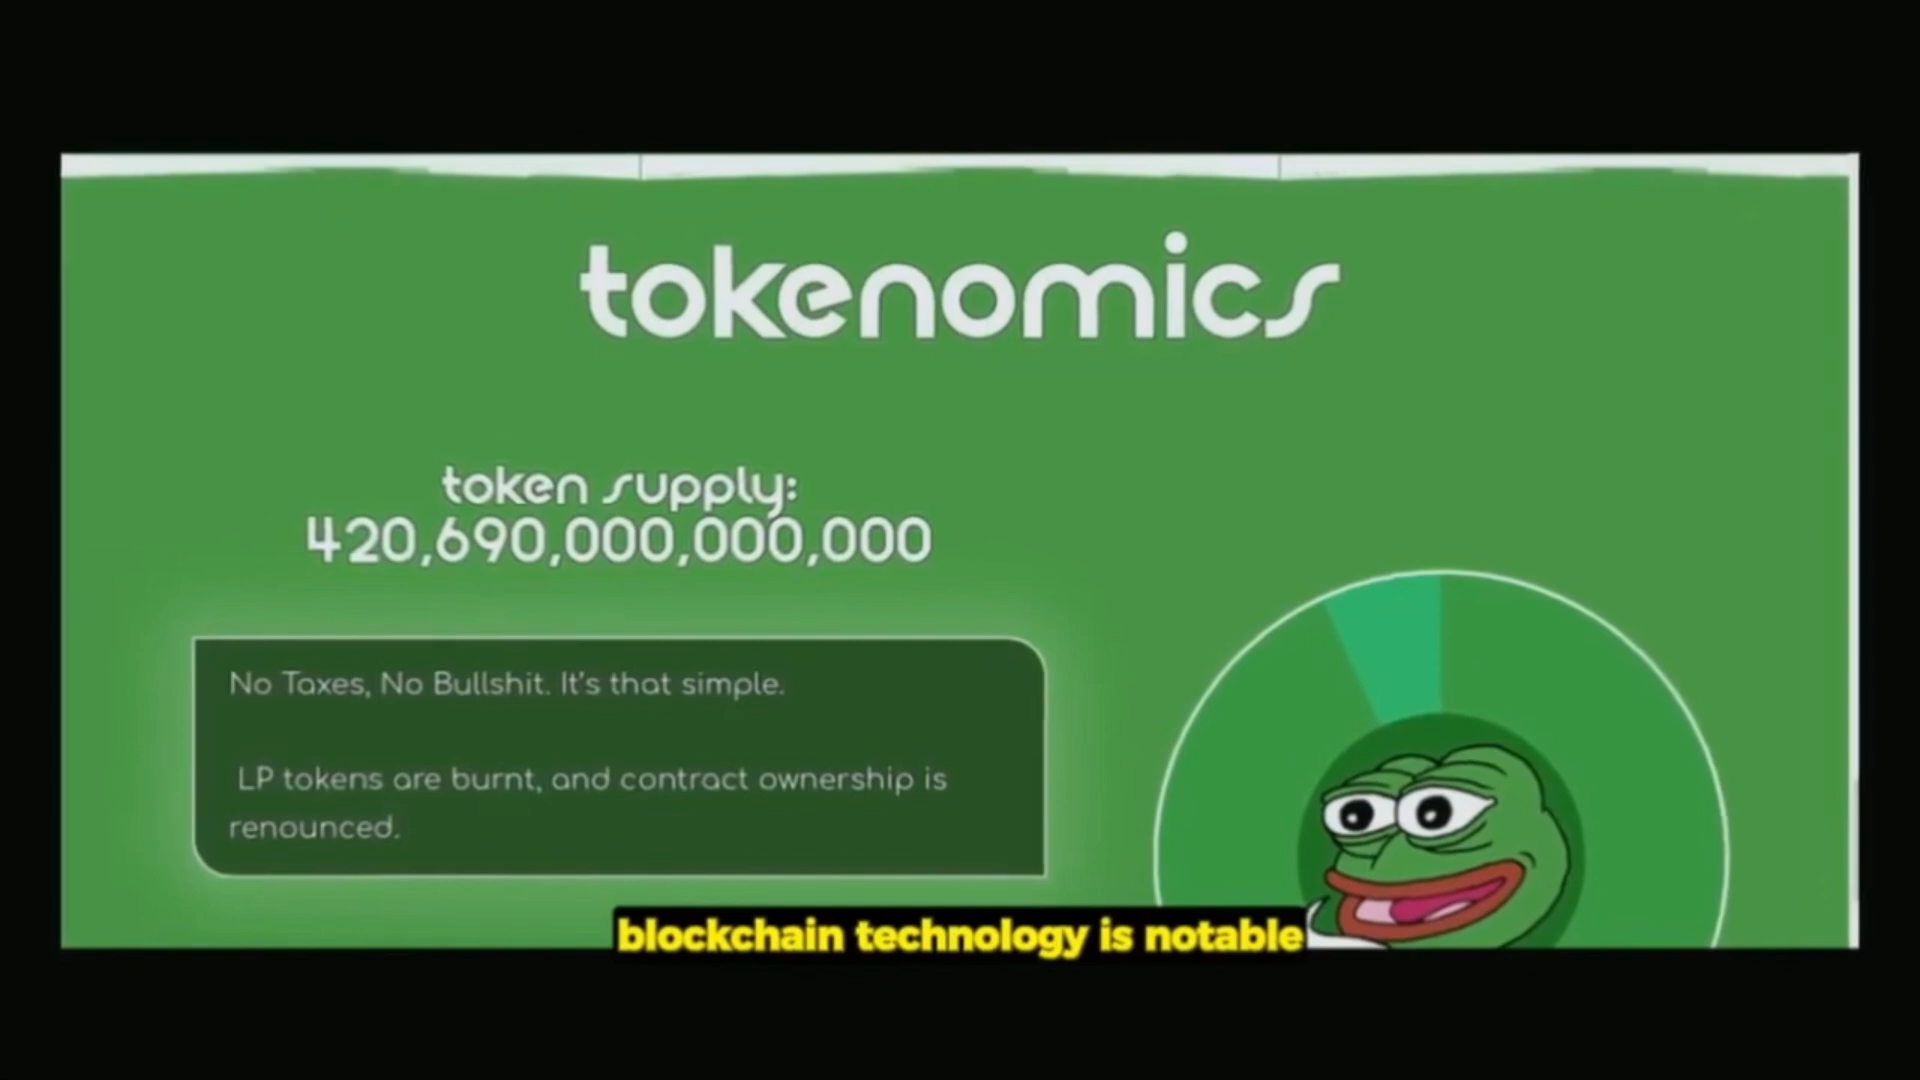 tokenomics
token supply:
420,690,000,000,000
No Taxes, No Bullshit. It's that simple.
LP tokens are burnt, and contract ownership is
renounced.
blockchain technology is notable